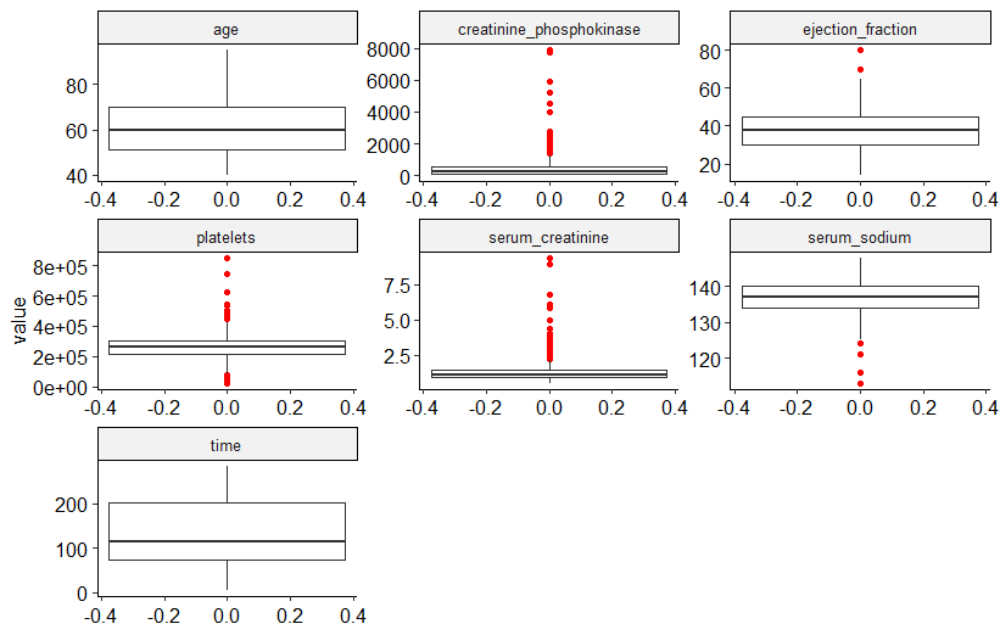 age
80
60
40
-0.4 -0.2 0.0 0.2 0.4
creatinine_phosphokinase
8000
6000
4000
2000
0
-0.4 -0.2 0.0 0.2 0.4
ejection_fraction
80
60
40
20
-0.4 -0.2 0.0 0.2 0.4
value
platelets
8e+05
6e+05
4e+05
2e+05
0e+00
-0.4 -0.2 0.0 0.2 0.4
serum_creatinine
7.5
5.0
2.5
-0.4 -0.2 0.0 0.2 0.4
serum_sodium
140
130
120
-0.4 -0.2 0.0 0.2 0.4
time
200
100
0
-0.4 -0.2 0.0 0.2 0.4